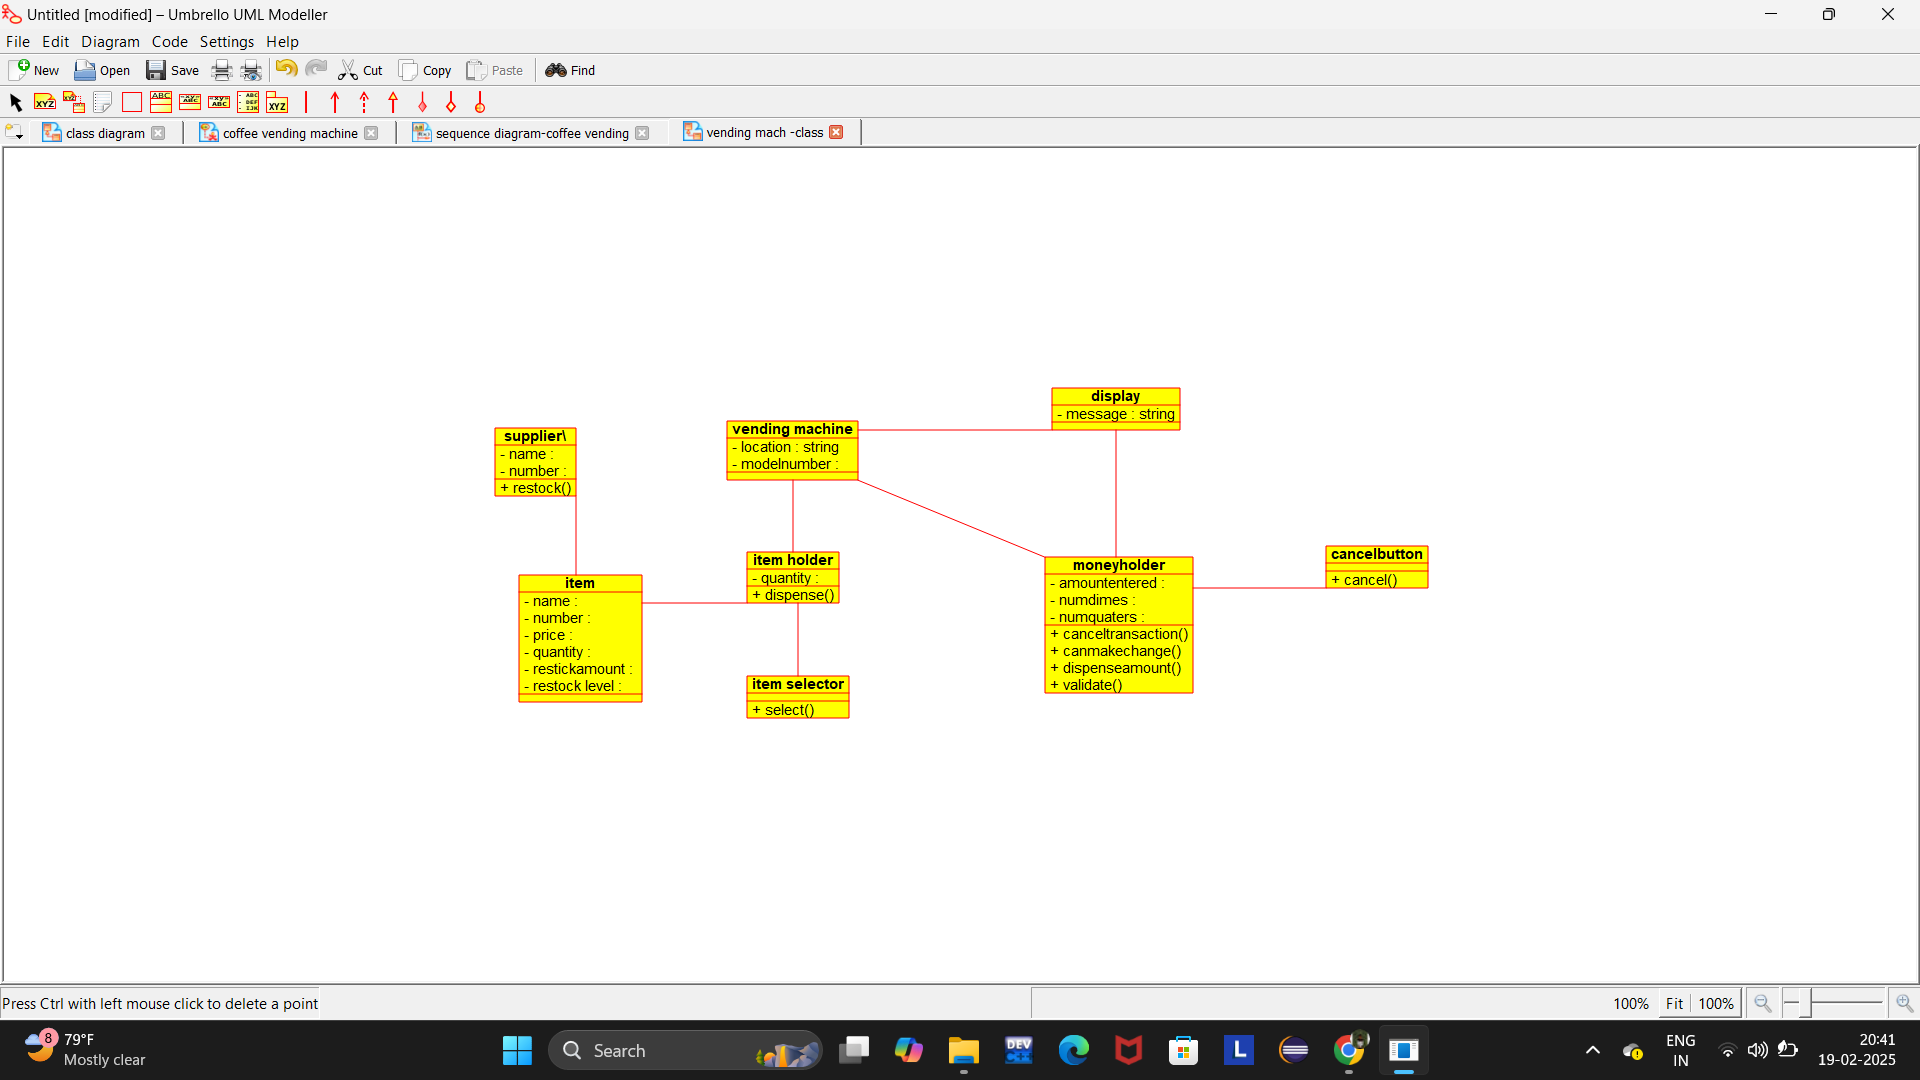 Untitled [modified] – Umbrello UML Modeller
File Edit Diagram Code Settings Help
New Open Save Cut Copy Paste Find
class diagram coffee vending machine sequence diagram-coffee vending vending mach -class
display
- message : string
vending machine
- location : string
- modelnumber :
supplier\
- name :
- number :
+ restock()
item holder
- quantity :
+ dispense()
cancelbutton
+ cancel()
moneyholder
- amountentered :
- numdimes :
- numquaters :
+ canceltransaction()
+ canmakechange()
+ dispenseamount()
+ validate()
item
- name :
- number :
- price :
- quantity :
- restickamount :
- restock level :
item selector
+ select()
Press Ctrl with left mouse click to delete a point
100% Fit 100%
8 79°F
Mostly clear
Search
DEV
L
ENG
IN
20:41
19-02-2025